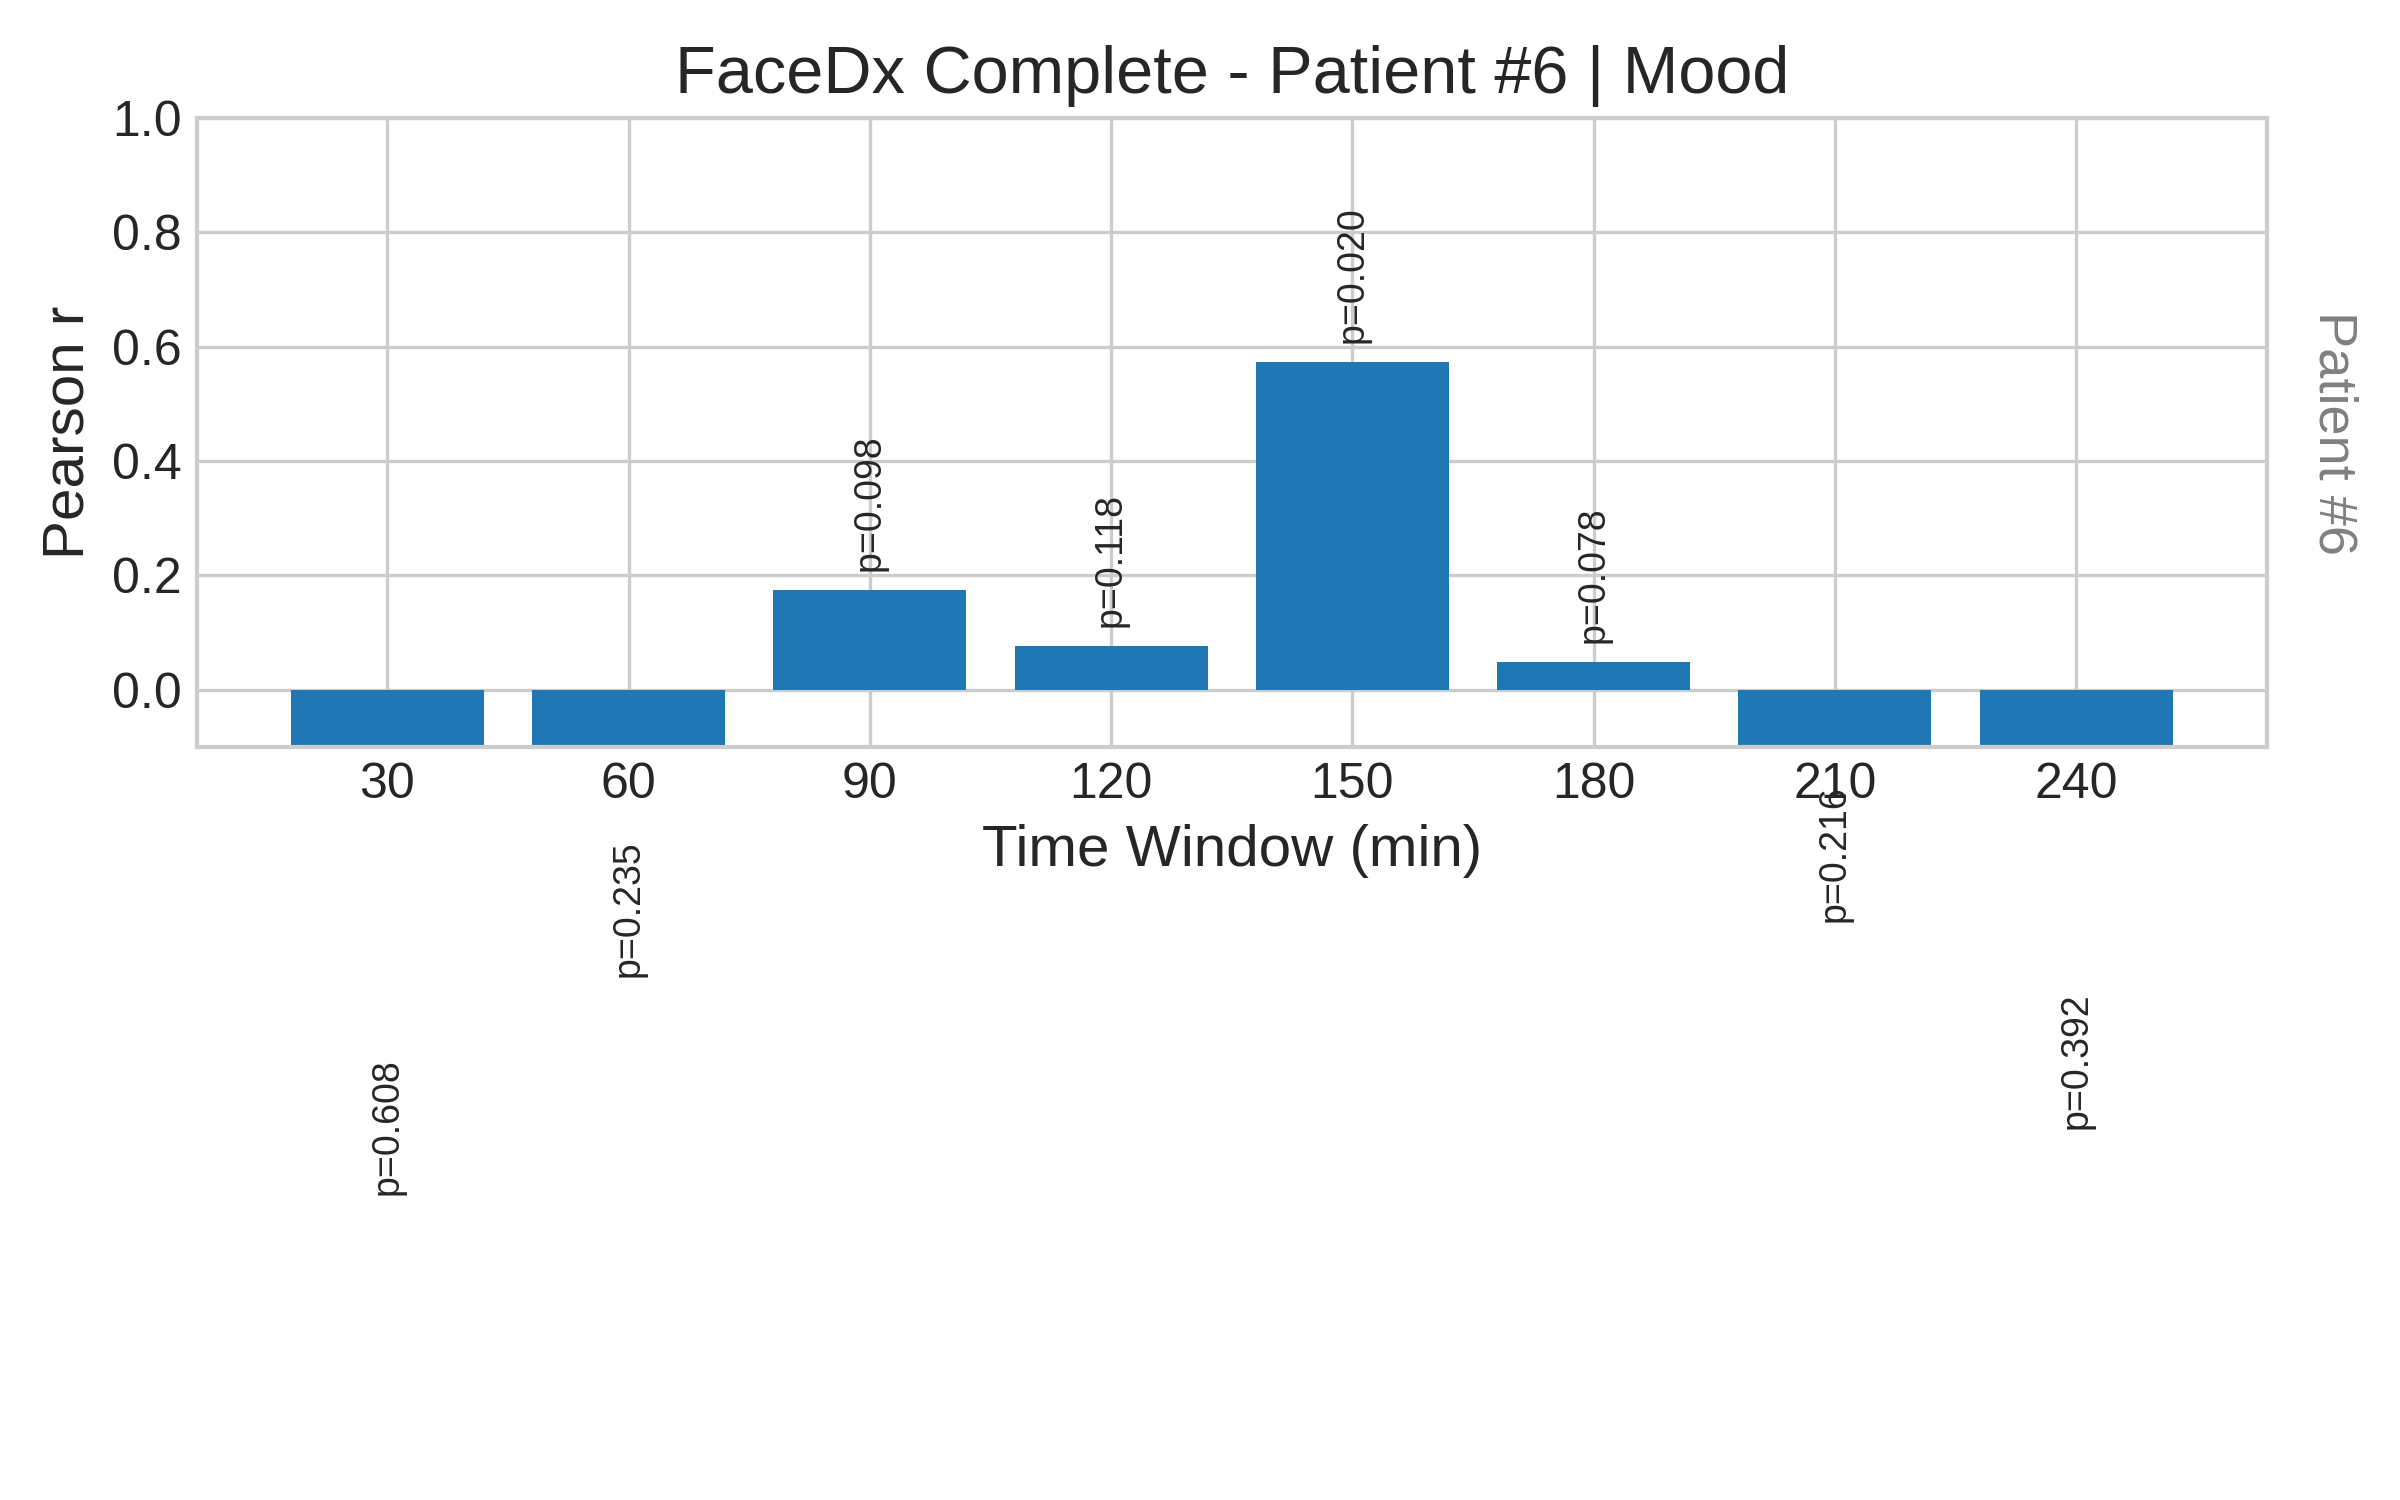 FaceDx Complete - Patient #6 | Mood
1.0
0.8
0.6
0.4
0.2
0.0
Pearson r
p=0.098
p=0.118
p=0.020
p=0.078
Patient #6
30
60
90
120
150
180
210
240
Time Window (min)
p=0.608
p=0.235
p=0.216
p=0.392